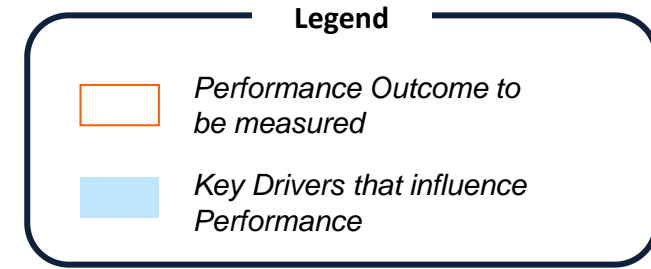 Legend
Performance Outcome to
be measured
Key Drivers that influence
Performance